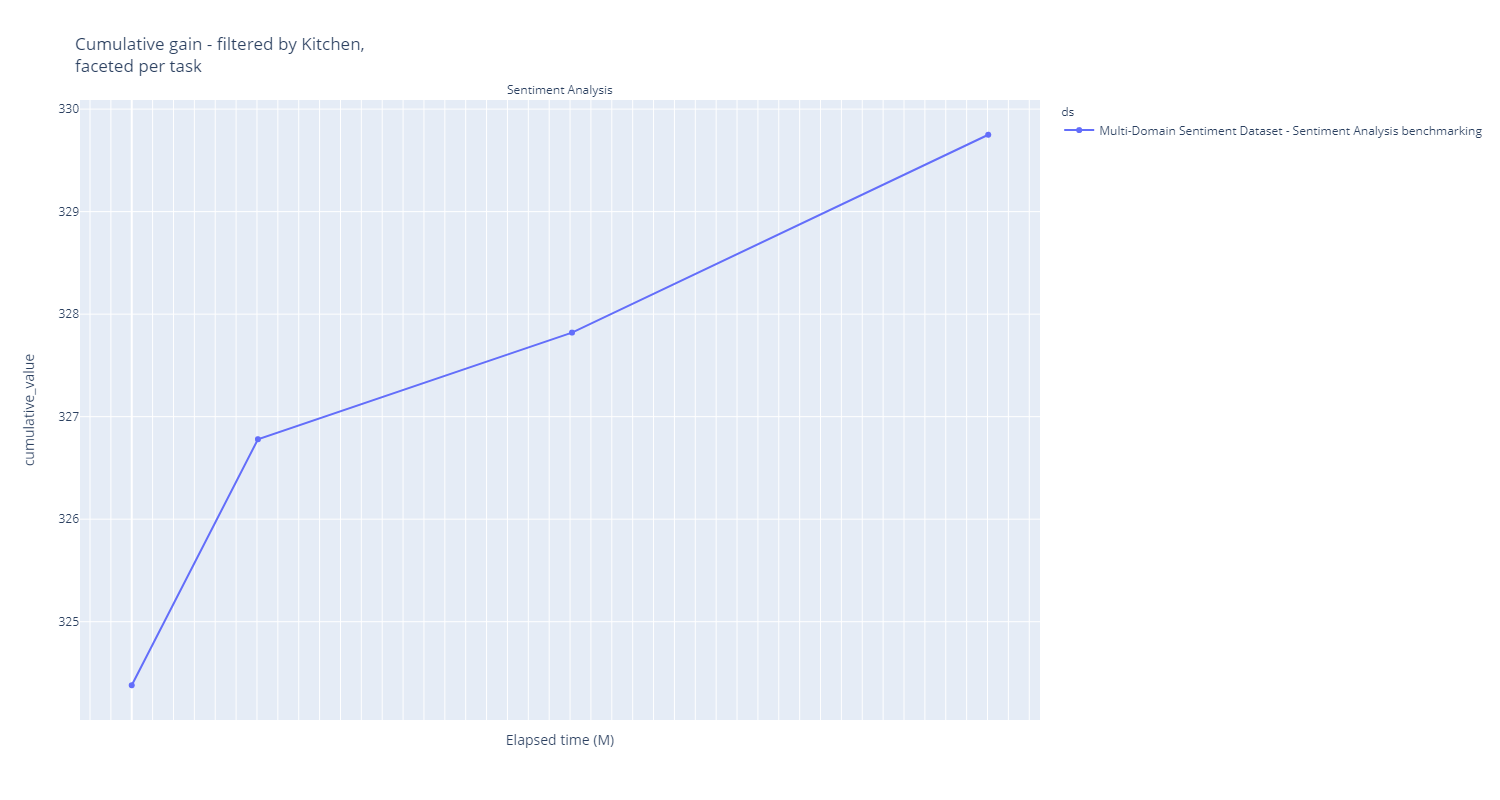 Cumulative gain - filtered by Kitchen,
faceted per task
Sentiment Analysis
330
329
328
327
326
325
cumulative_value
Elapsed time (M)
ds
Multi-Domain Sentiment Dataset - Sentiment Analysis benchmarking